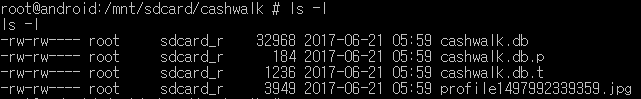 root@android:/mnt/sdcard/cashwalk # ls -l
ls -l
-rw-rw---- root     sdcard_r    32968 2017-06-21 05:59 cashwalk.db
-rw-rw---- root     sdcard_r      184 2017-06-21 05:59 cashwalk.db.p
-rw-rw---- root     sdcard_r     1236 2017-06-21 05:59 cashwalk.db.t
-rw-rw---- root     sdcard_r     3949 2017-06-21 05:59 profile1497992339359.jpg